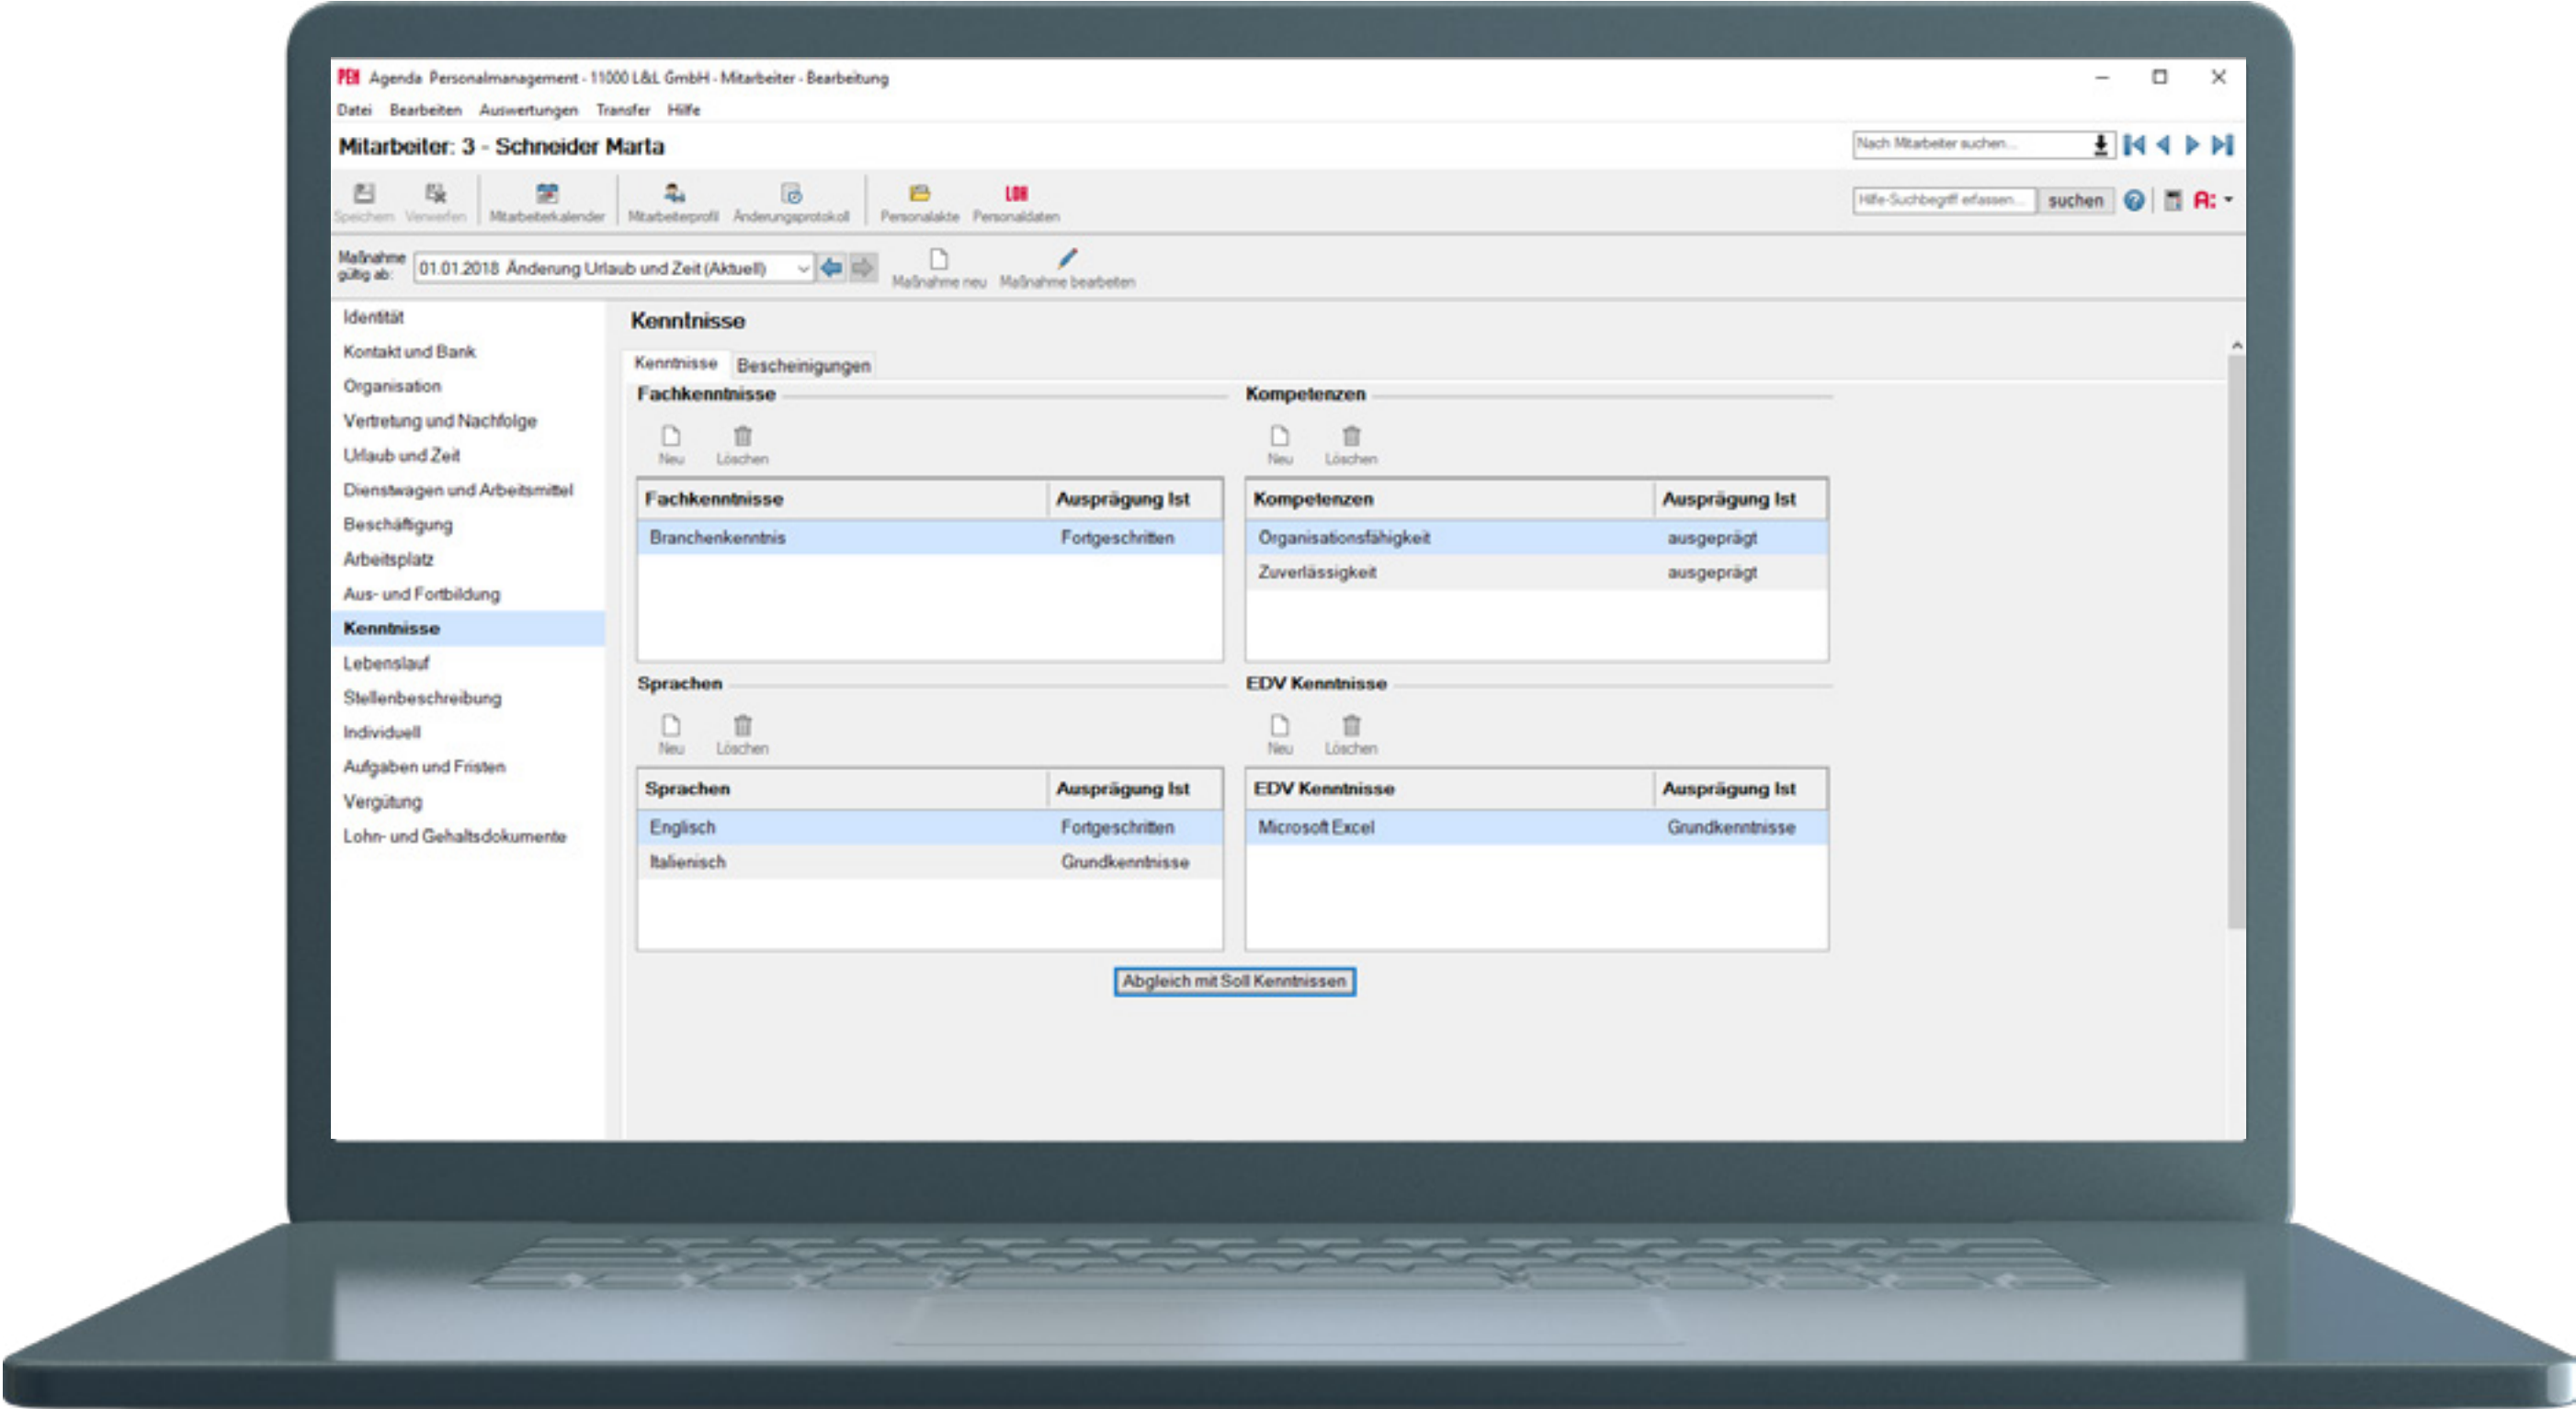 PEM Agenda Personalmanagement - 11000 L&L GmbH - Mitarbeiter - Bearbeitung
Datei Bearbeiten Auswertungen Transfer Hilfe
Mitarbeiter: 3 - Schneider Marta
Nach Mitarbeiter suchen...
Speichern Verwerfen Mitarbeiterkalender Mitarbeiterprofil Änderungsprotokoll Personalakte LOH Personaldaten
Hilfe-Suchbegriff erfassen... suchen A:
Maßnahme gültig ab: 01.01.2018 Änderung Urlaub und Zeit (Aktuell) Maßnahme neu Maßnahme bearbeiten
Identität
Kontakt und Bank
Organisation
Vertretung und Nachfolge
Urlaub und Zeit
Dienstwagen und Arbeitsmittel
Beschäftigung
Arbeitsplatz
Aus- und Fortbildung
Kenntnisse
Lebenslauf
Stellenbeschreibung
Individuell
Aufgaben und Fristen
Vergütung
Lohn- und Gehaltsdokumente
Kenntnisse
Kenntnisse Bescheinigungen
Fachkenntnisse
Neu Löschen
Fachkenntnisse Ausprägung Ist
Branchenkenntnis Fortgeschritten
Kompetenzen
Neu Löschen
Kompetenzen Ausprägung Ist
Organisationsfähigkeit ausgeprägt
Zuverlässigkeit ausgeprägt
Sprachen
Neu Löschen
Sprachen Ausprägung Ist
Englisch Fortgeschritten
Italienisch Grundkenntnisse
EDV Kenntnisse
Neu Löschen
EDV Kenntnisse Ausprägung Ist
Microsoft Excel Grundkenntnisse
Abgleich mit Soll Kenntnissen